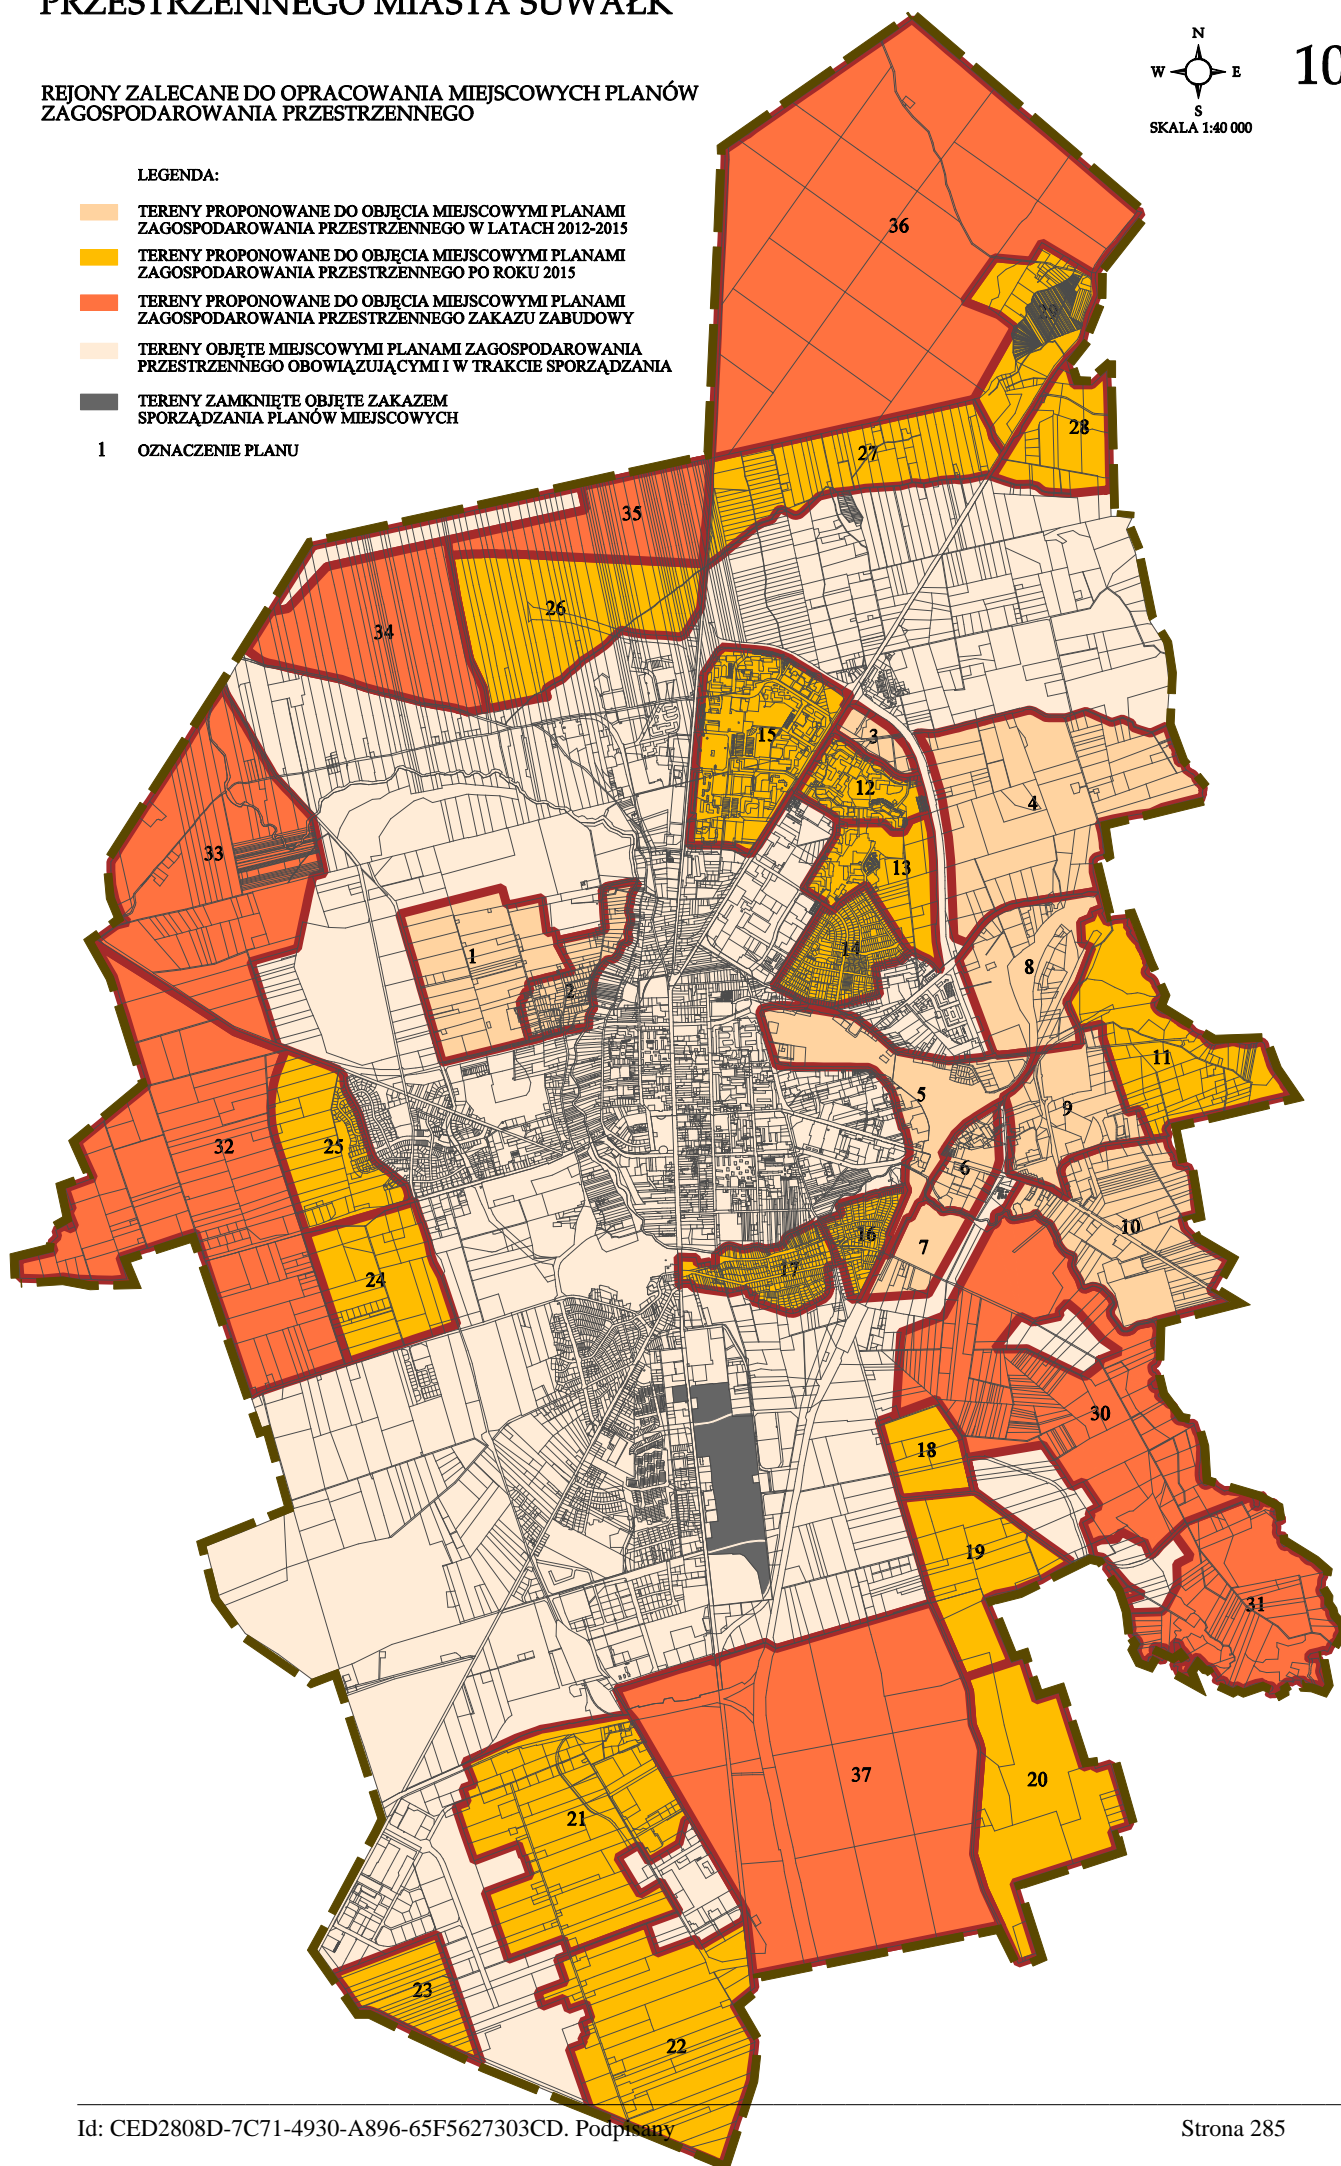 PRZESTRZENNEGO MIASTA SUWAŁK
REJONY ZALECANE DO OPRACOWANIA MIEJSCOWYCH PLANÓW
ZAGOSPODAROWANIA PRZESTRZENNEGO
N
W E
S
SKALA 1:40 000
10
LEGENDA:
TERENY PROPONOWANE DO OBJĘCIA MIEJSCOWYMI PLANAMI
ZAGOSPODAROWANIA PRZESTRZENNEGO W LATACH 2012-2015
TERENY PROPONOWANE DO OBJĘCIA MIEJSCOWYMI PLANAMI
ZAGOSPODAROWANIA PRZESTRZENNEGO PO ROKU 2015
TERENY PROPONOWANE DO OBJĘCIA MIEJSCOWYMI PLANAMI
ZAGOSPODAROWANIA PRZESTRZENNEGO ZAKAZU ZABUDOWY
TERENY OBJĘTE MIEJSCOWYMI PLANAMI ZAGOSPODAROWANIA
PRZESTRZENNEGO OBOWIĄZUJĄCYMI I W TRAKCIE SPORZĄDZANIA
TERENY ZAMKNIĘTE OBJĘTE ZAKAZEM
SPORZĄDZANIA PLANÓW MIEJSCOWYCH
1 OZNACZENIE PLANU
36
29
28
27
35
26
34
15
3
12
4
33
13
14
1
8
2
11
5
9
32
25
6
10
16
7
17
24
30
18
19
31
37
20
21
23
22
Id: CED2808D-7C71-4930-A896-65F5627303CD. Podpisany
Strona 285